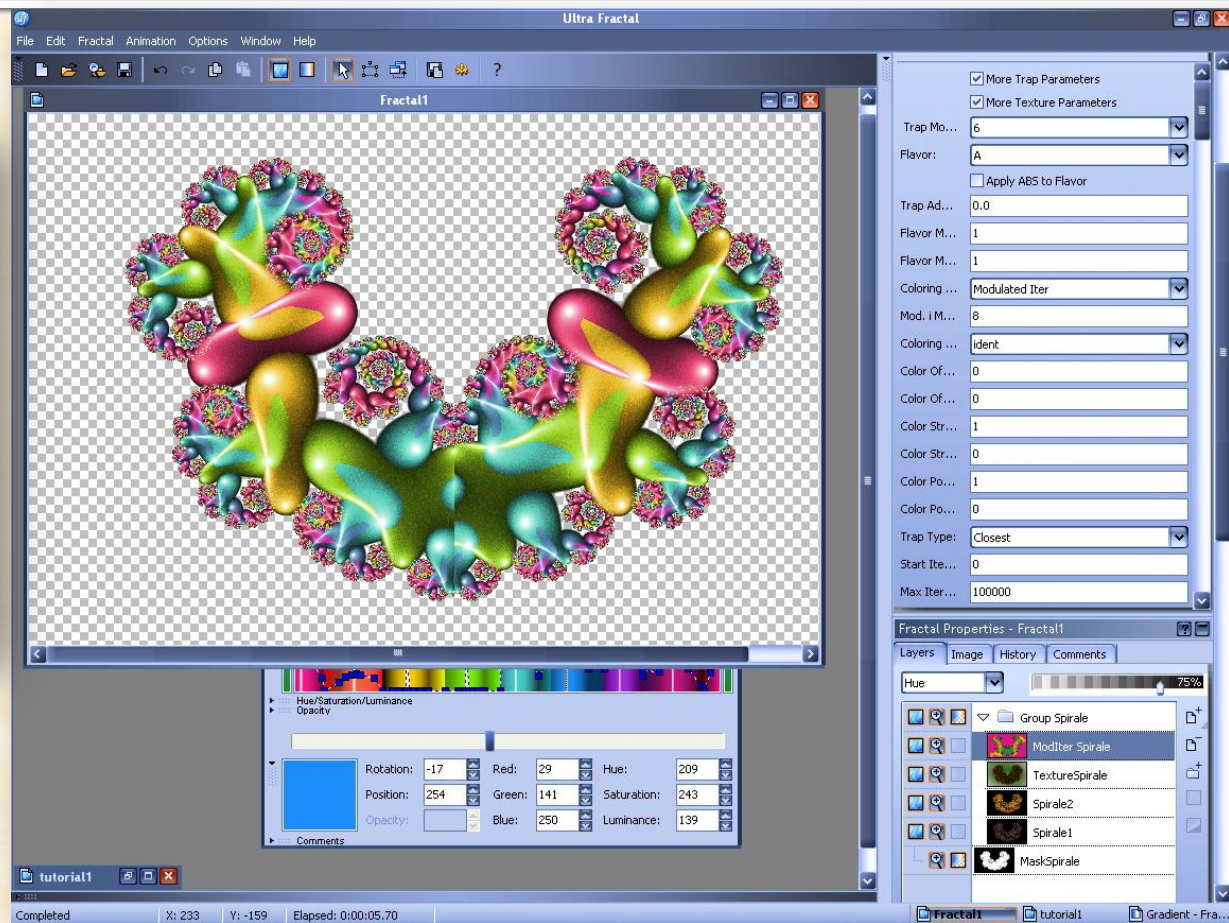 Ultra Fractal
File Edit Fractal Animation Options Window Help
?
Fractal1
More Trap Parameters
More Texture Parameters
Trap Mo... 6
Flavor: A
Apply ABS to Flavor
Trap Ad... 0.0
Flavor M... 1
Flavor M... 1
Coloring ... Modulated Iter
Mod. i M... 8
Coloring ... ident
Color Of... 0
Color Of... 0
Color Str... 1
Color Str... 0
Color Po... 1
Color Po... 0
Trap Type: Closest
Start Ite... 0
Max Iter... 100000
Fractal Properties - Fractal1
Layers Image History Comments
Hue 75%
Group Spirale
ModIter Spirale
TextureSpirale
Spirale2
Spirale1
MaskSpirale
Hue/Saturation/Luminance
Opacity
Rotation: -17 Red: 29 Hue: 209
Position: 254 Green: 141 Saturation: 243
Opacity: Blue: 250 Luminance: 139
Comments
tutorial1
Completed X: 233 Y: -159 Elapsed: 0:00:05.70
Fractal1 tutorial1 Gradient - Fra...